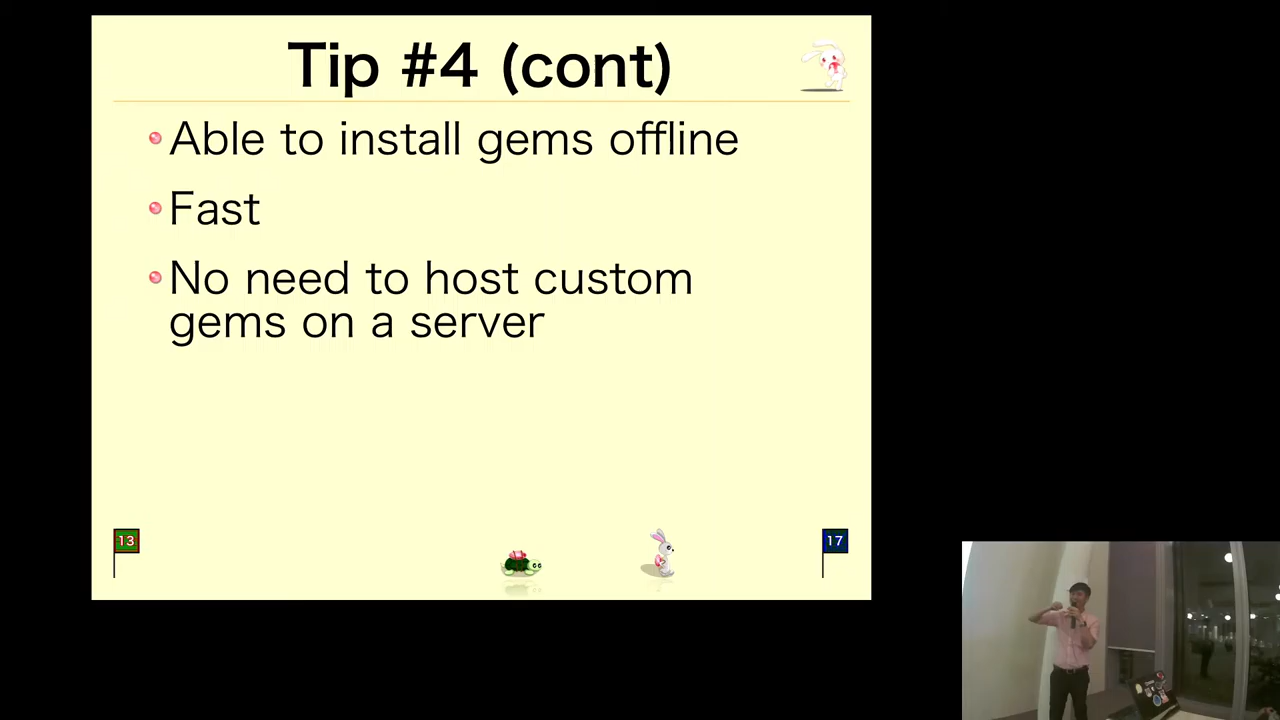 Tip #4 (cont)
Able to install gems offline
Fast
No need to host custom
gems on a server
13
17